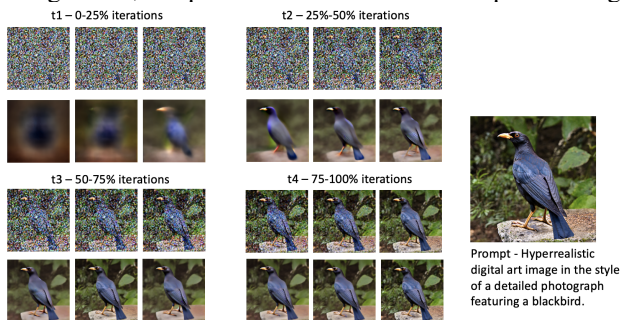 t1 – 0-25% iterations
t2 – 25%-50% iterations
t3 – 50-75% iterations
t4 – 75-100% iterations
Prompt - Hyperrealistic
digital art image in the style
of a detailed photograph
featuring a blackbird.